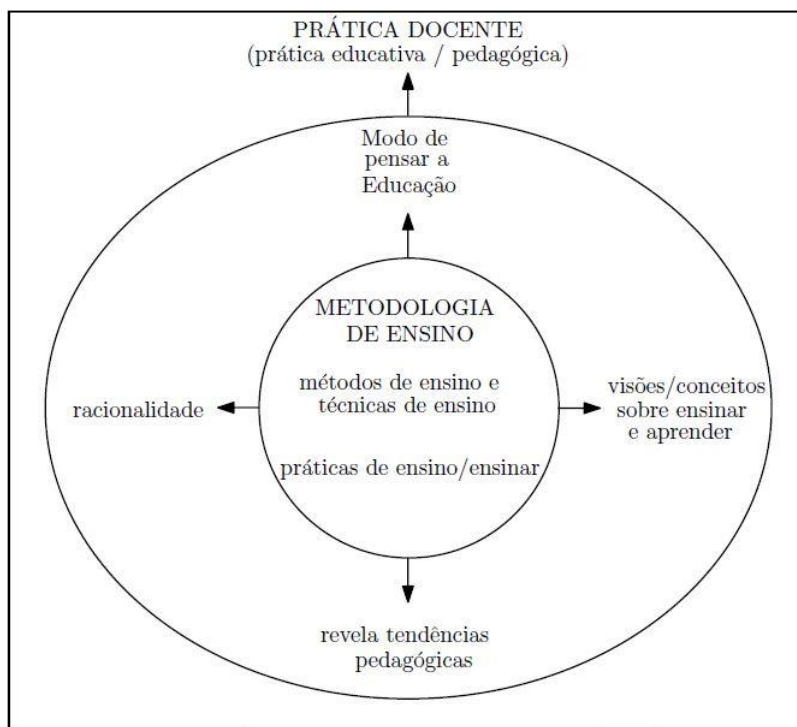 PRÁTICA DOCENTE
(prática educativa / pedagógica)
Modo de
pensar a
Educação
METODOLOGIA
DE ENSINO
métodos de ensino e
técnicas de ensino
práticas de ensino/ensinar
racionalidade
visões/conceitos
sobre ensinar
e aprender
revela tendências
pedagógicas